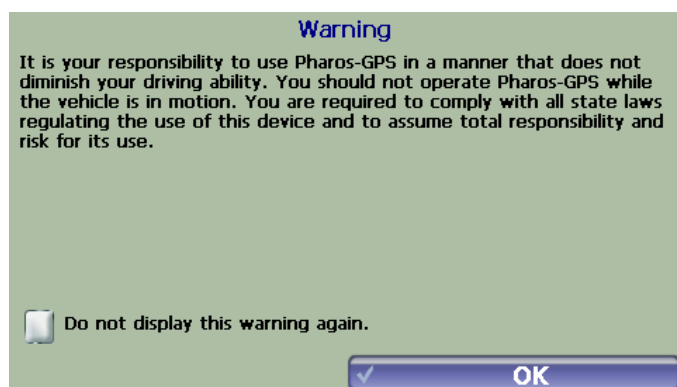 Warning
It is your responsibility to use Pharos-GPS in a manner that does not
diminish your driving ability. You should not operate Pharos-GPS while
the vehicle is in motion. You are required to comply with all state laws
regulating the use of this device and to assume total responsibility and
risk for its use.
Do not display this warning again.
OK